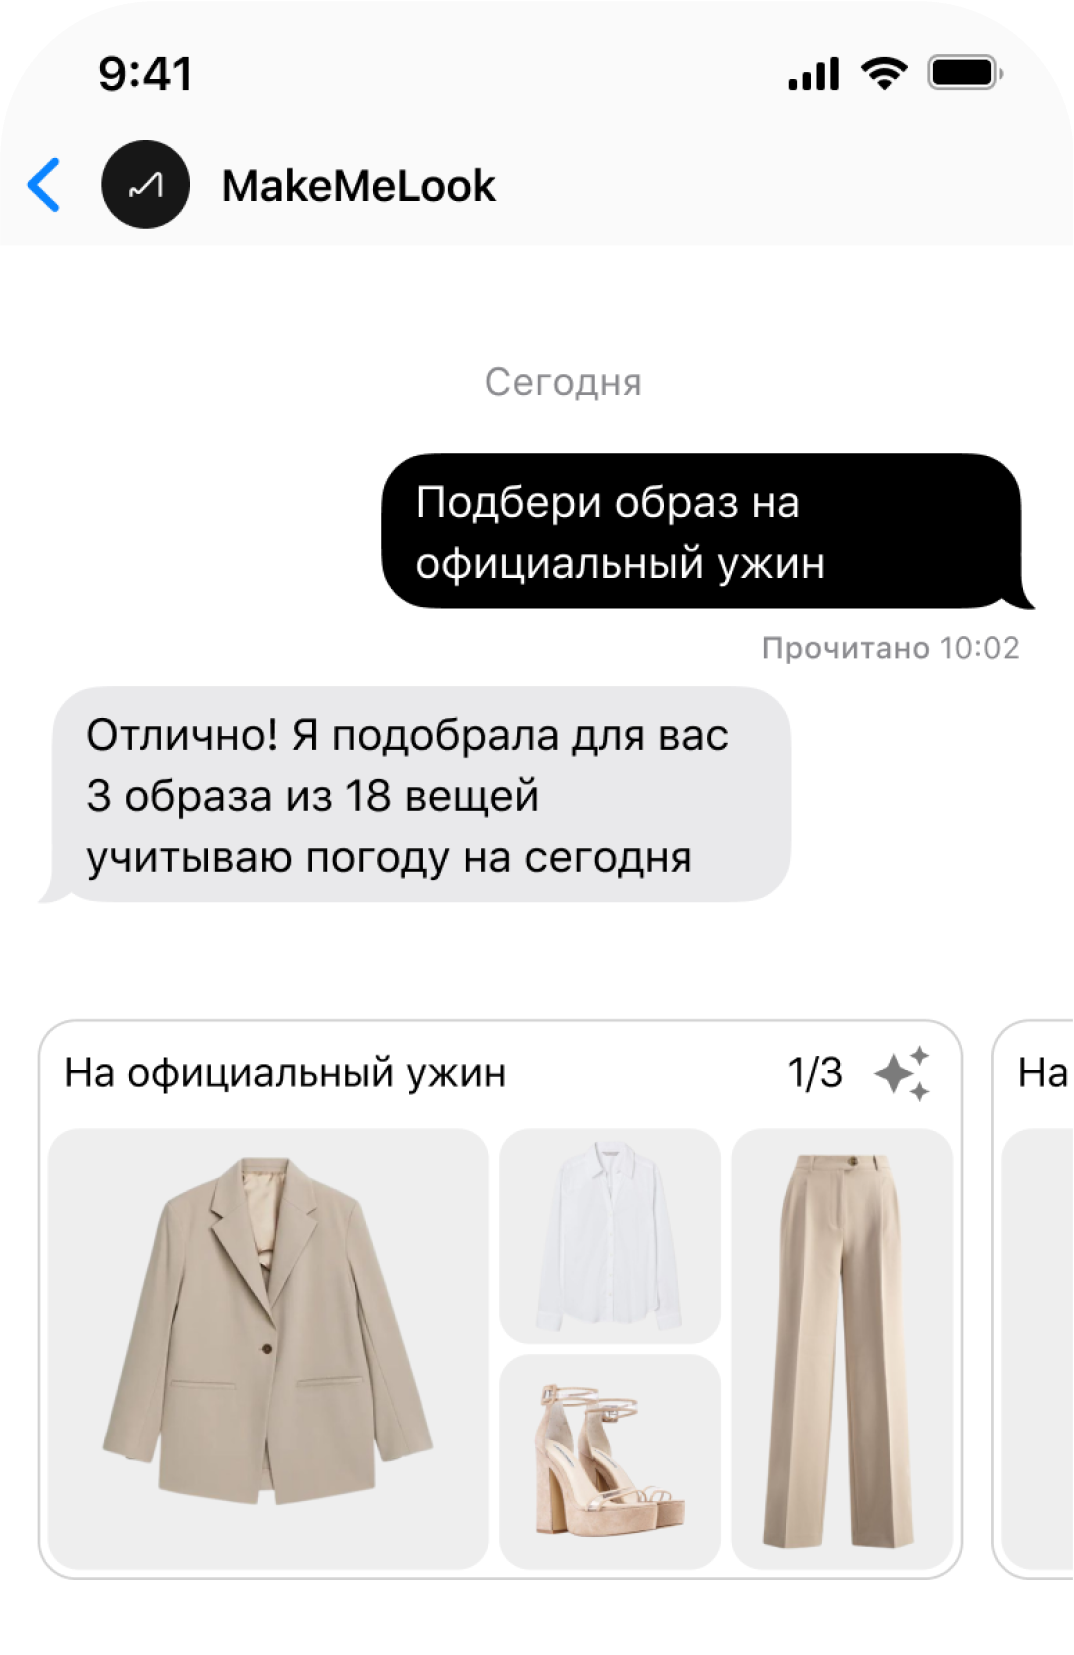 9:41
MakeMeLook
Сегодня
Подбери образ на
официальный ужин
Прочитано 10:02
Отлично! Я подобрала для вас
3 образа из 18 вещей
учитываю погоду на сегодня
На официальный ужин
1/3
На